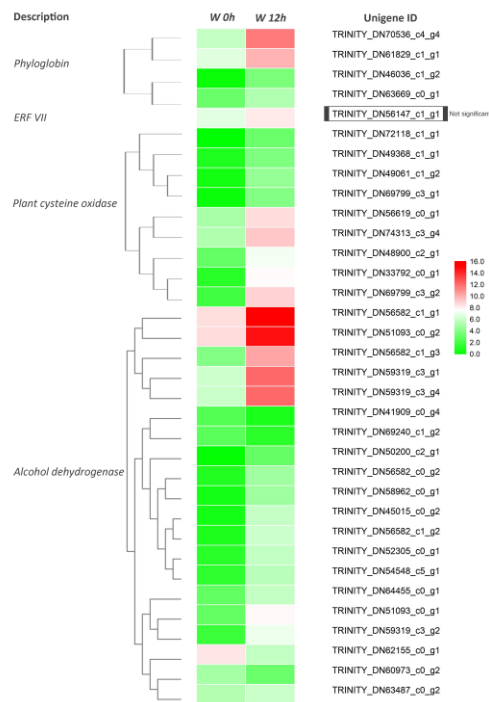 Description W 0h W 12h Unigene ID
TRINITY_DN70536_c4_g4
TRINITY_DN61829_c1_g1
Phyloglobin
TRINITY_DN46036_c1_g2
TRINITY_DN63669_c0_g1
ERF VII TRINITY_DN56147_c1_g1 Not significant
TRINITY_DN72118_c1_g1
TRINITY_DN49368_c1_g1
TRINITY_DN49061_c1_g2
TRINITY_DN69799_c3_g1
Plant cysteine oxidase
TRINITY_DN56619_c0_g1
TRINITY_DN74313_c3_g4
TRINITY_DN48900_c2_g1
TRINITY_DN33792_c0_g1
TRINITY_DN69799_c3_g2
TRINITY_DN56582_c1_g1
TRINITY_DN51093_c0_g2
TRINITY_DN56582_c1_g3
TRINITY_DN59319_c3_g1
TRINITY_DN59319_c3_g4
TRINITY_DN41909_c0_g4
TRINITY_DN69240_c1_g2
TRINITY_DN50200_c2_g1
Alcohol dehydrogenase TRINITY_DN56582_c0_g2
TRINITY_DN58962_c0_g1
TRINITY_DN45015_c0_g2
TRINITY_DN56582_c1_g2
TRINITY_DN52305_c0_g1
TRINITY_DN54548_c5_g1
TRINITY_DN64455_c0_g1
TRINITY_DN51093_c0_g1
TRINITY_DN59319_c3_g2
TRINITY_DN62155_c0_g1
TRINITY_DN60973_c0_g2
TRINITY_DN63487_c0_g2
16.0
14.0
12.0
10.0
8.0
6.0
4.0
2.0
0.0